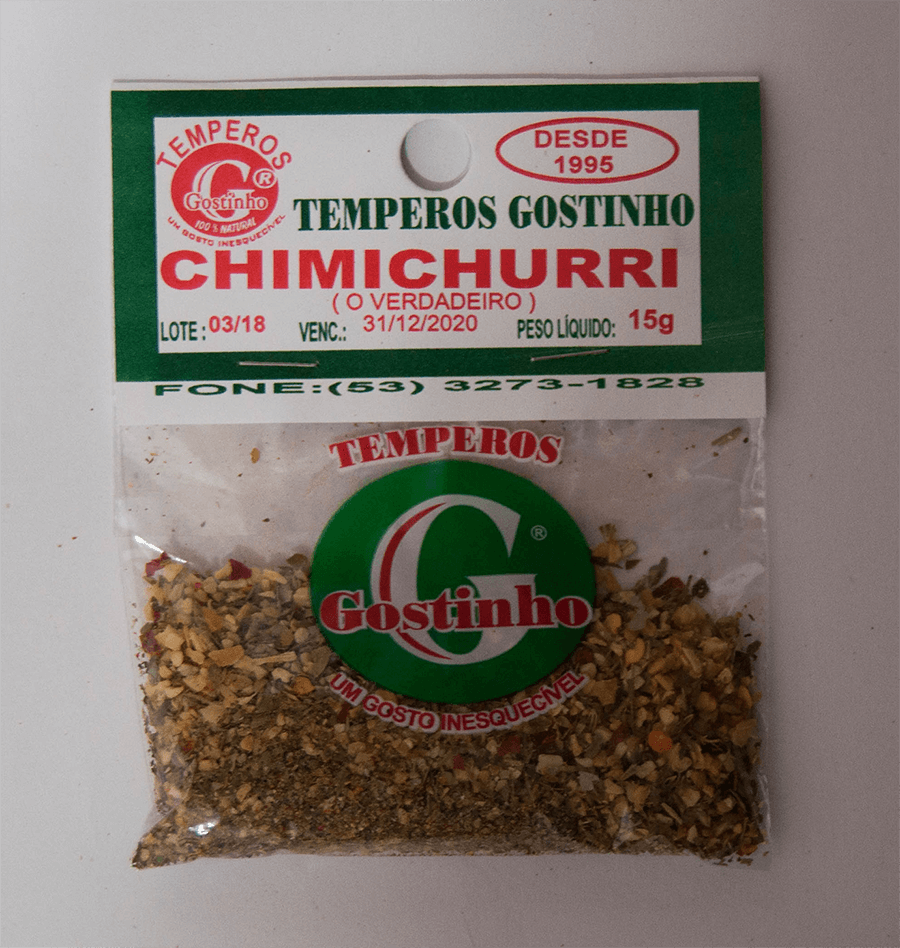 TEMPEROS
G®
Gostinho
100 % NATURAL
UM GOSTO INESQUECÍVEL
DESDE
1995
TEMPEROS GOSTINHO
CHIMICHURRI
( O VERDADEIRO )
LOTE : 03/18 VENC.: 31/12/2020 PESO LÍQUIDO: 15g
FONE:(53) 3273-1828
TEMPEROS
G®
Gostinho
UM GOSTO INESQUECÍVEL